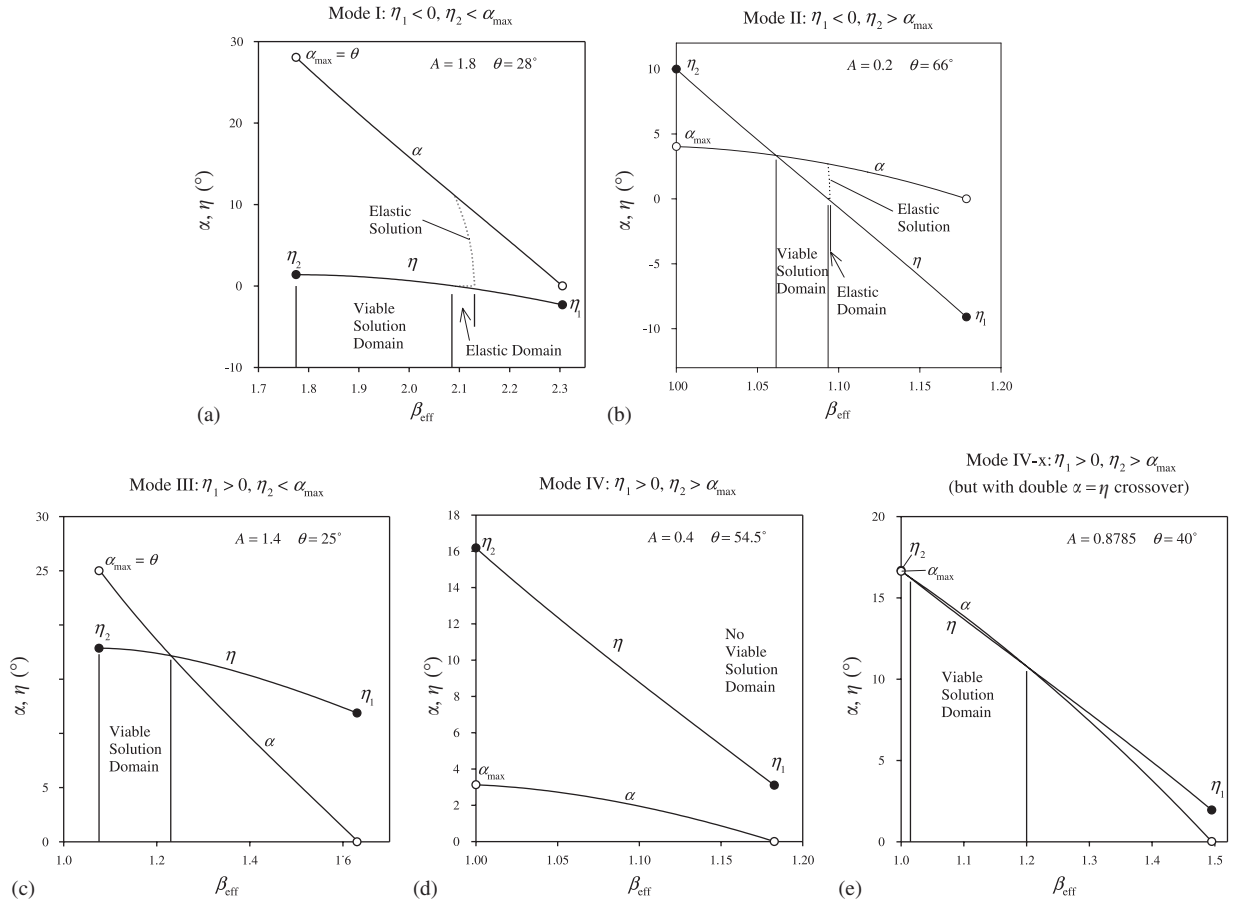 Mode I: η1 < 0, η2 < αmax
30
20
10
0
-10
α, η (°)
αmax = θ
A = 1.8 θ = 28°
α
Elastic
Solution
η2
η
η1
Viable
Solution
Domain
Elastic Domain
1.7 1.8 1.9 2.0 2.1 2.2 2.3
βeff
(a)
Mode II: η1 < 0, η2 > αmax
10
5
0
-5
-10
α, η (°)
η2
A = 0.2 θ = 66°
αmax
α
Elastic
Solution
Viable
Solution
Domain
η
Elastic
Domain
η1
1.00 1.05 1.10 1.15 1.20
βeff
(b)
Mode III: η1 > 0, η2 < αmax
30
25
5
0
α, η (°)
A = 1.4 θ = 25°
αmax = θ
η2
η
η1
α
Viable
Solution
Domain
1.0 1.2 1.4 1.6
βeff
(c)
Mode IV: η1 > 0, η2 > αmax
18
16
14
12
10
8
6
4
2
0
α, η (°)
A = 0.4 θ = 54.5°
η2
η
No
Viable
Solution
Domain
η1
αmax
α
1.00 1.05 1.10 1.15 1.20
βeff
(d)
Mode IV-x: η1 > 0, η2 > αmax
(but with double α = η crossover)
20
15
10
5
0
α, η (°)
A = 0.8785 θ = 40°
η2
αmax
α
η
Viable
Solution
Domain
η1
1.0 1.1 1.2 1.3 1.4 1.5
βeff
(e)